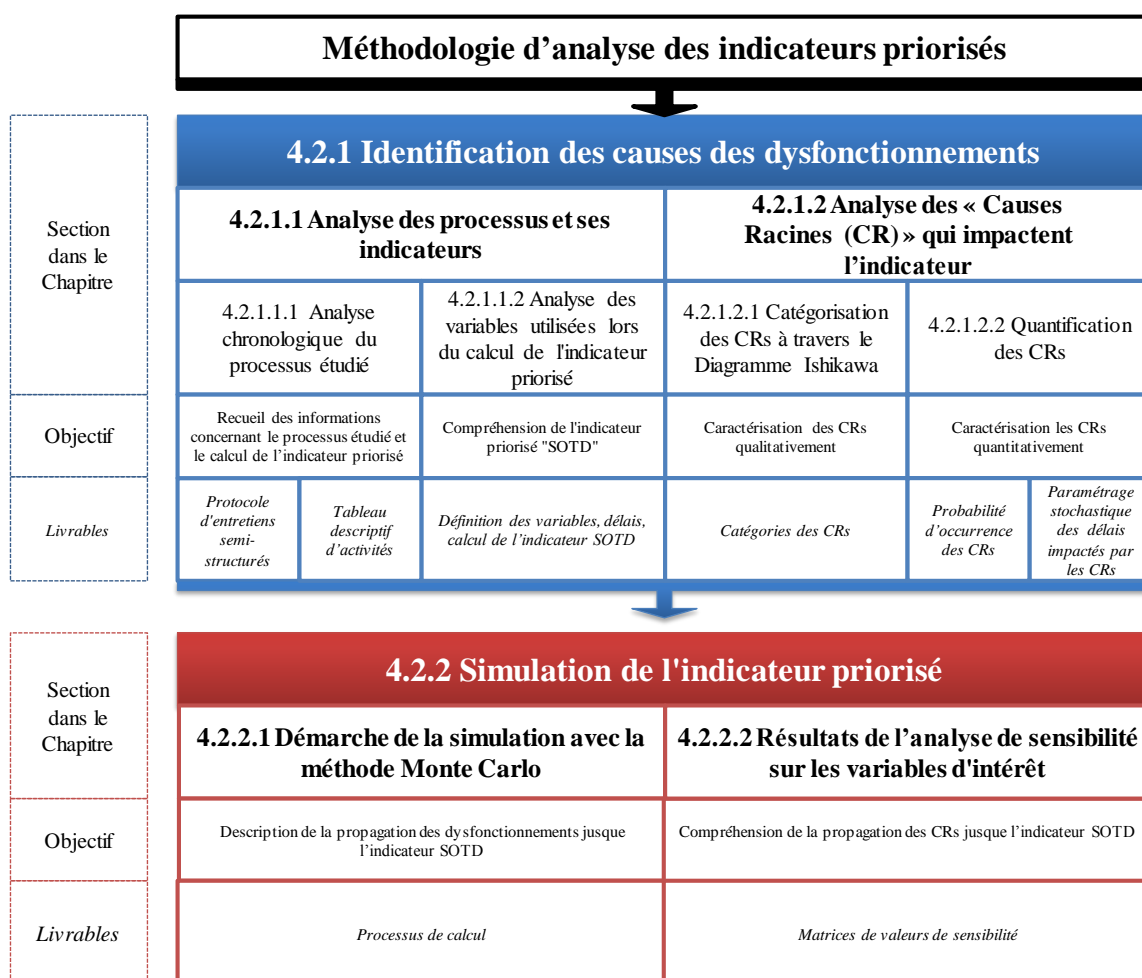 Méthodologie d'analyse des indicateurs priorisés
4.2.1 Identification des causes des dysfonctionnements
Section
dans le
Chapitre
4.2.1.1 Analyse des processus et ses
indicateurs
4.2.1.2 Analyse des « Causes
Racines (CR) » qui impactent
l'indicateur
4.2.1.1.1 Analyse
chronologique du
processus étudié
4.2.1.1.2 Analyse des
variables utilisées lors
du calcul de l'indicateur
priorisé
4.2.1.2.1 Catégorisation
des CRs à travers le
Diagramme Ishikawa
4.2.1.2.2 Quantification
des CRs
Objectif
Recueil des informations
concernant le processus étudié et
le calcul de l'indicateur priorisé
Compréhension de l'indicateur
priorisé "SOTD"
Caractérisation des CRs
qualitativement
Caractérisation les CRs
quantitativement
Livrables
Protocole
d'entretiens
semi-
structurés
Tableau
descriptif
d'activités
Définition des variables, délais,
calcul de l'indicateur SOTD
Catégories des CRs
Probabilité
d'occurrence
des CRs
Paramétrage
stochastique
des délais
impactés par
les CRs
4.2.2 Simulation de l'indicateur priorisé
Section
dans le
Chapitre
4.2.2.1 Démarche de la simulation avec la
méthode Monte Carlo
4.2.2.2 Résultats de l'analyse de sensibilité
sur les variables d'intérêt
Objectif
Description de la propagation des dysfonctionnements jusque
l'indicateur SOTD
Compréhension de la propagation des CRs jusque l'indicateur SOTD
Livrables
Processus de calcul
Matrices de valeurs de sensibilité